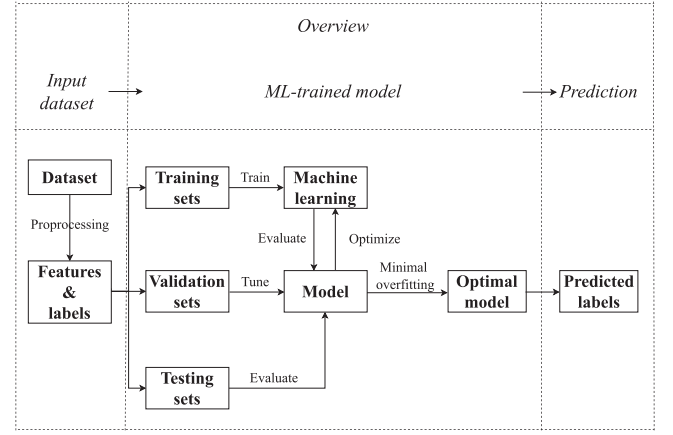 Overview
Input
dataset
ML-trained model
Prediction
Dataset
Proprocessing
Features
&
labels
Training
sets
Train
Machine
learning
Evaluate
Optimize
Validation
sets
Tune
Model
Minimal
overfitting
Optimal
model
Predicted
labels
Testing
sets
Evaluate